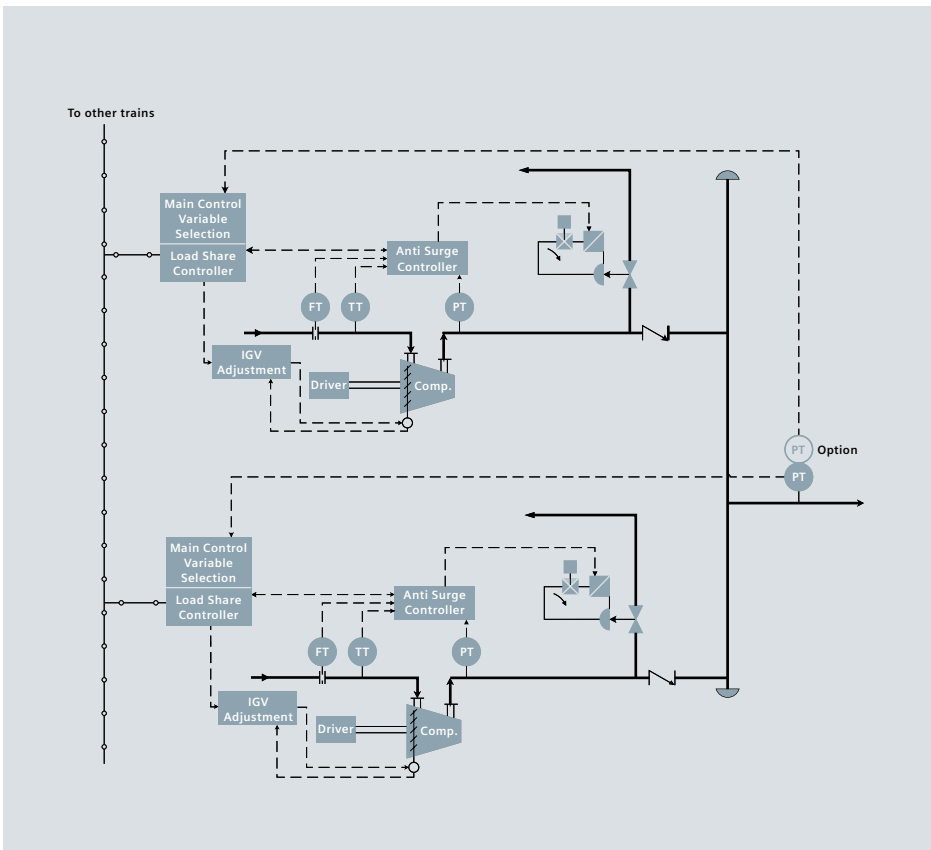 To other trains
Main Control
Variable
Selection
Load Share
Controller
Anti Surge
Controller
FT
TT
PT
IGV
Adjustment
Driver
Comp.
PT
Option
PT
Main Control
Variable
Selection
Load Share
Controller
Anti Surge
Controller
FT
TT
PT
IGV
Adjustment
Driver
Comp.